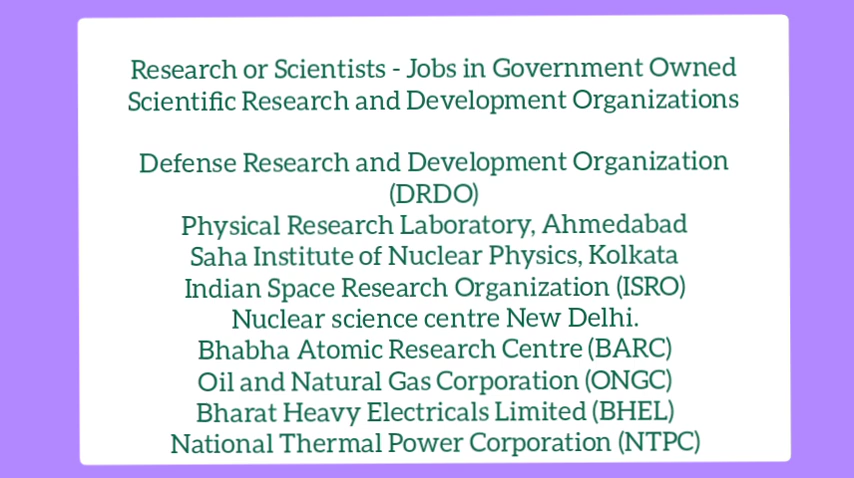 Research or Scientists - Jobs in Government Owned
Scientific Research and Development Organizations
Defense Research and Development Organization
(DRDO)
Physical Research Laboratory, Ahmedabad
Saha Institute of Nuclear Physics, Kolkata
Indian Space Research Organization (ISRO)
Nuclear science centre New Delhi.
Bhabha Atomic Research Centre (BARC)
Oil and Natural Gas Corporation (ONGC)
Bharat Heavy Electricals Limited (BHEL)
National Thermal Power Corporation (NTPC)